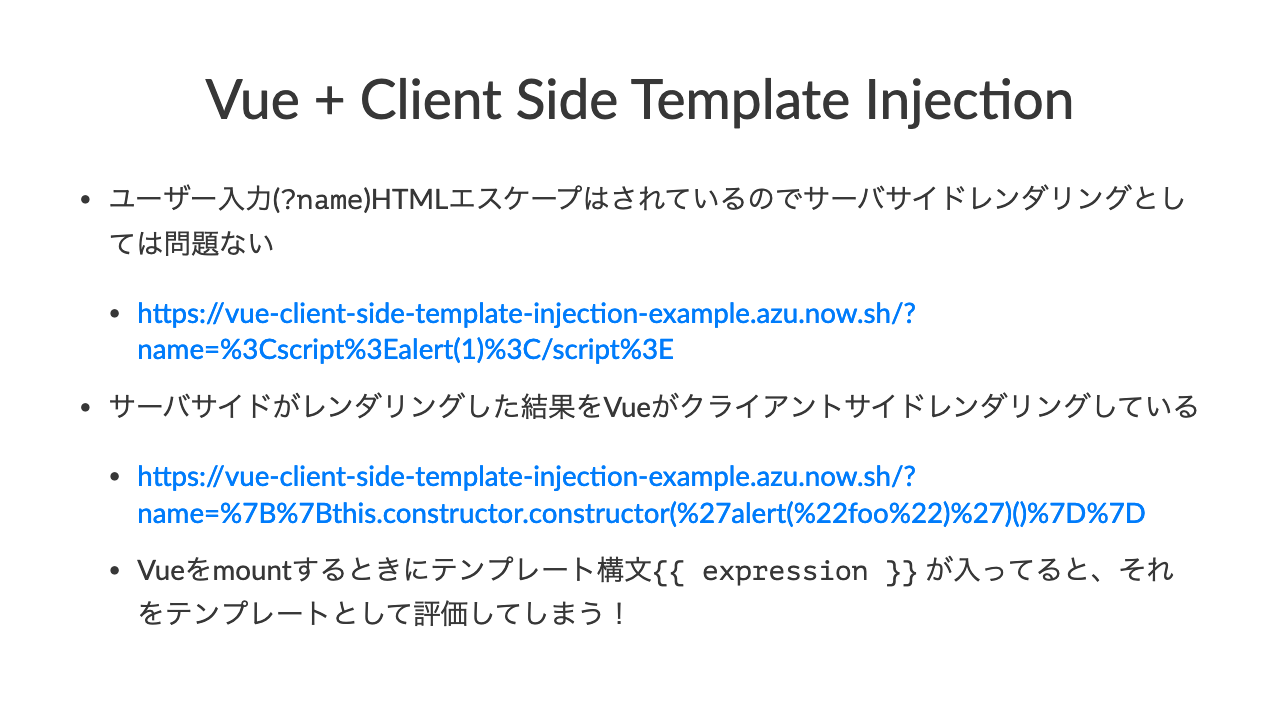 Vue + Client Side Template Injection
• ユーザー入力(?name)HTMLエスケープはされているのでサーバサイドレンダリングとし
ては問題ない
• https://vue-client-side-template-injection-example.azu.now.sh/?
name=%3Cscript%3Ealert(1)%3C/script%3E
• サーバサイドがレンダリングした結果をVueがクライアントサイドレンダリングしている
• https://vue-client-side-template-injection-example.azu.now.sh/?
name=%7B%7Bthis.constructor.constructor(%27alert(%22foo%22)%27)()%7D%7D
• Vueをmountするときにテンプレート構文{{ expression }} が入ってると、それ
をテンプレートとして評価してしまう！